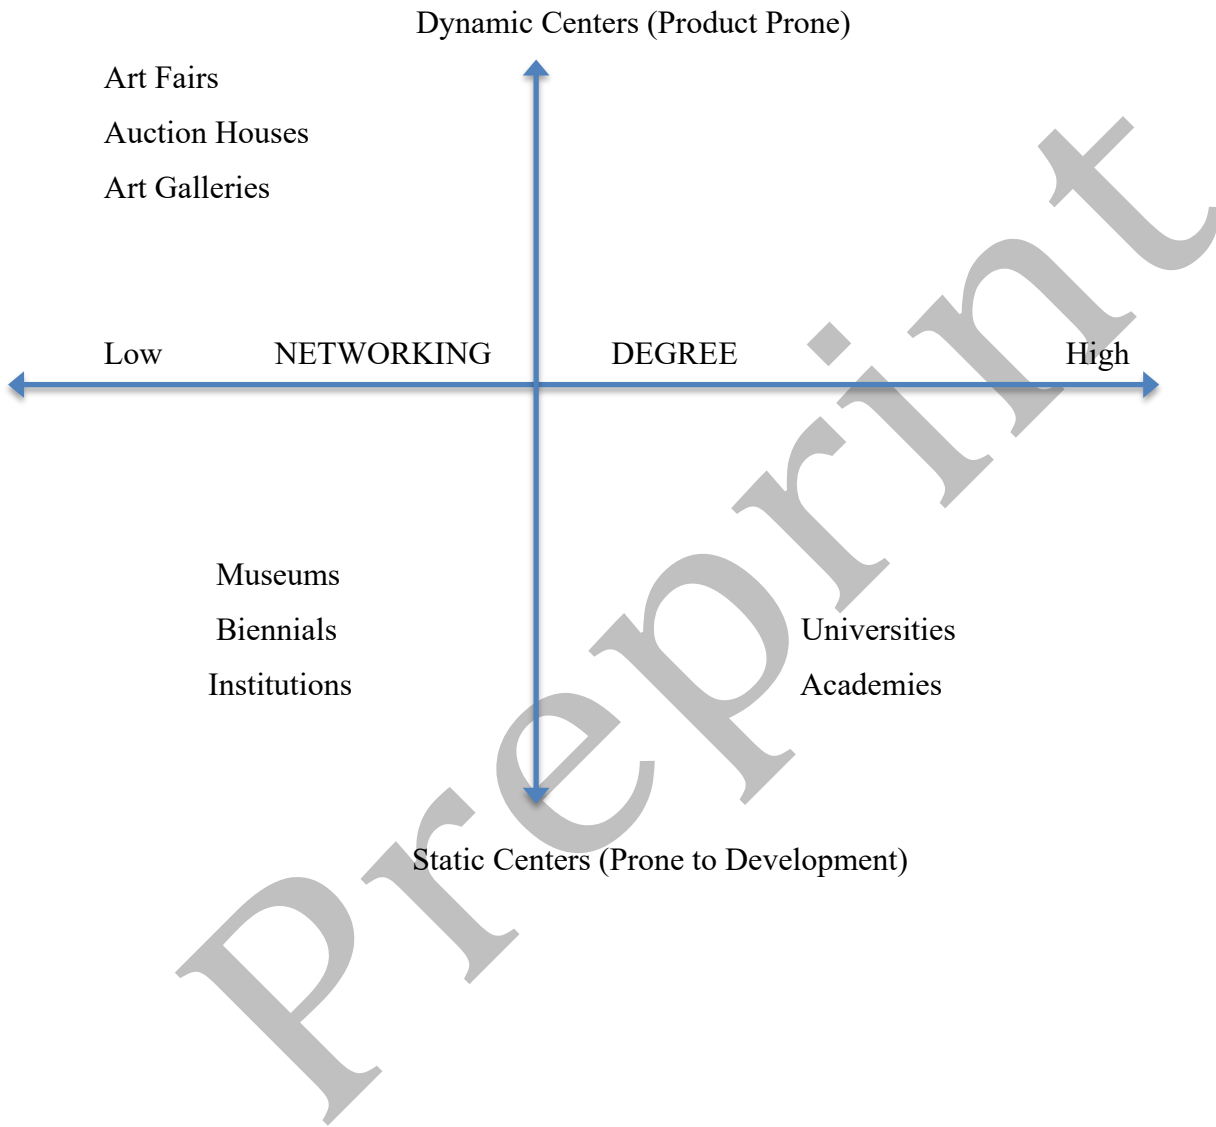 Dynamic Centers (Product Prone)
Art Fairs
Auction Houses
Art Galleries
Low NETWORKING DEGREE High
Museums
Biennials
Institutions
Universities
Academies
Static Centers (Prone to Development)
Preprint